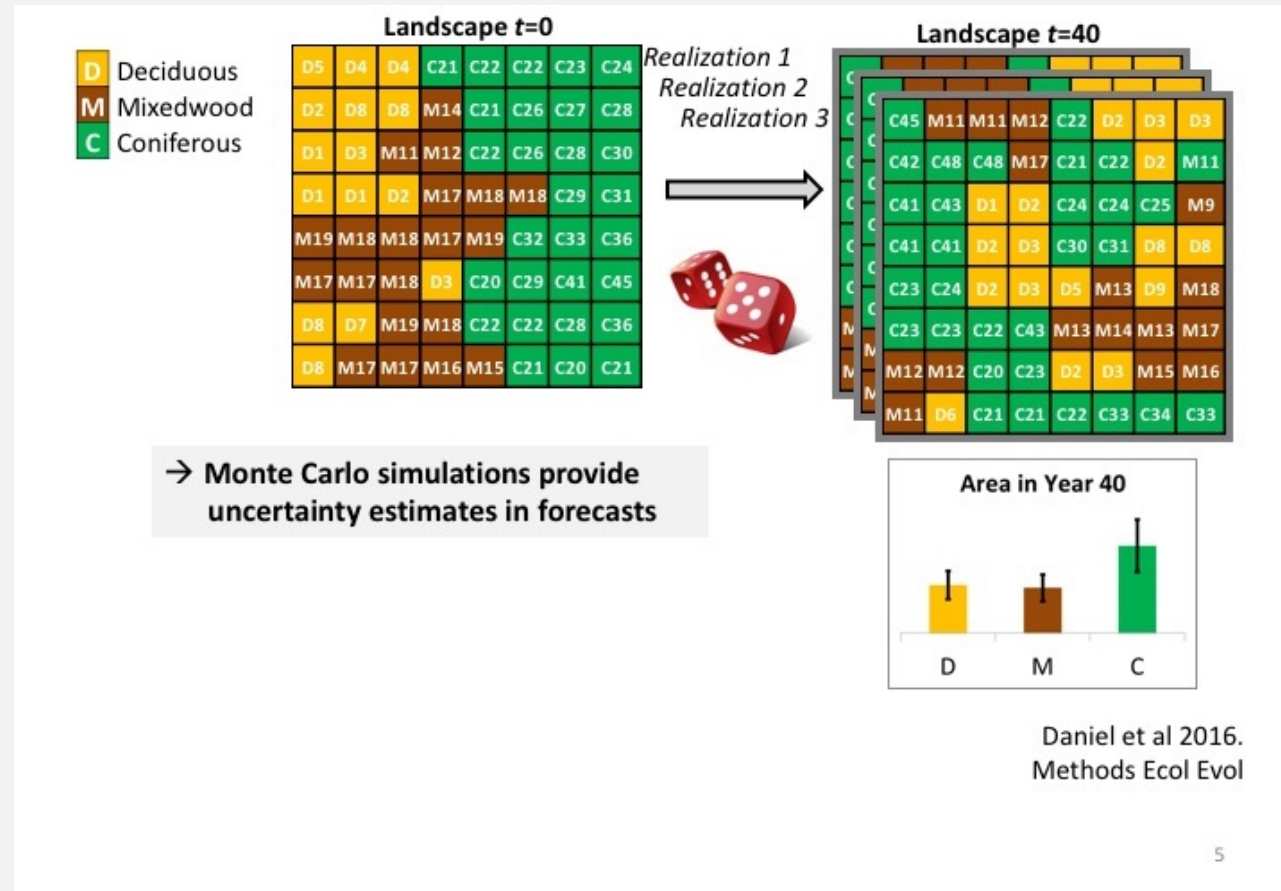 Landscape t=0
D Deciduous
M Mixedwood
C Coniferous
D5 D4 D4 C21 C22 C22 C23 C24
D2 D8 D8 M14 C21 C26 C27 C28
D1 D3 M11 M12 C22 C26 C28 C30
D1 D1 D2 M17 M18 M18 C29 C31
M19 M18 M18 M17 M19 C32 C33 C36
M17 M17 M18 D3 C20 C29 C41 C45
D8 D7 M19 M18 C22 C22 C28 C36
D8 M17 M17 M16 M15 C21 C20 C21
Realization 1
Realization 2
Realization 3
Landscape t=40
C45 M11 M11 M12 C22 D2 D3 D3
C42 C48 C48 M17 C21 C22 D2 M11
C41 C43 D1 D2 C24 C24 C25 M9
C41 C41 D2 D3 C30 C31 D8 D8
C23 C24 D2 D3 D5 M13 D9 M18
C23 C23 C22 C43 M13 M14 M13 M17
M12 M12 C20 C23 D2 D3 M15 M16
M11 D6 C21 C21 C22 C33 C34 C33
→ Monte Carlo simulations provide
uncertainty estimates in forecasts
Area in Year 40
D M C
Daniel et al 2016.
Methods Ecol Evol
5